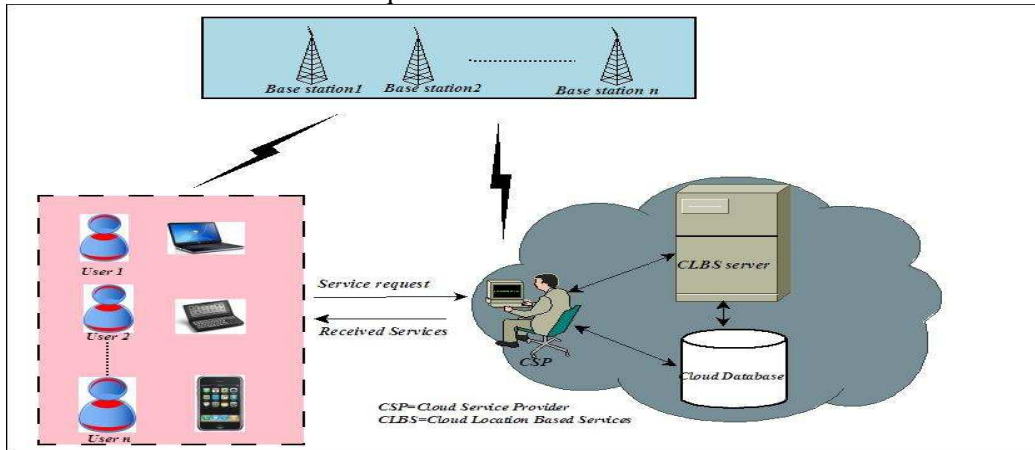 Base station1
Base station2
Base station n
User 1
User 2
User n
Service request
Received Services
CLBS server
CSP
Cloud Database
CSP=Cloud Service Provider
CLBS=Cloud Location Based Services